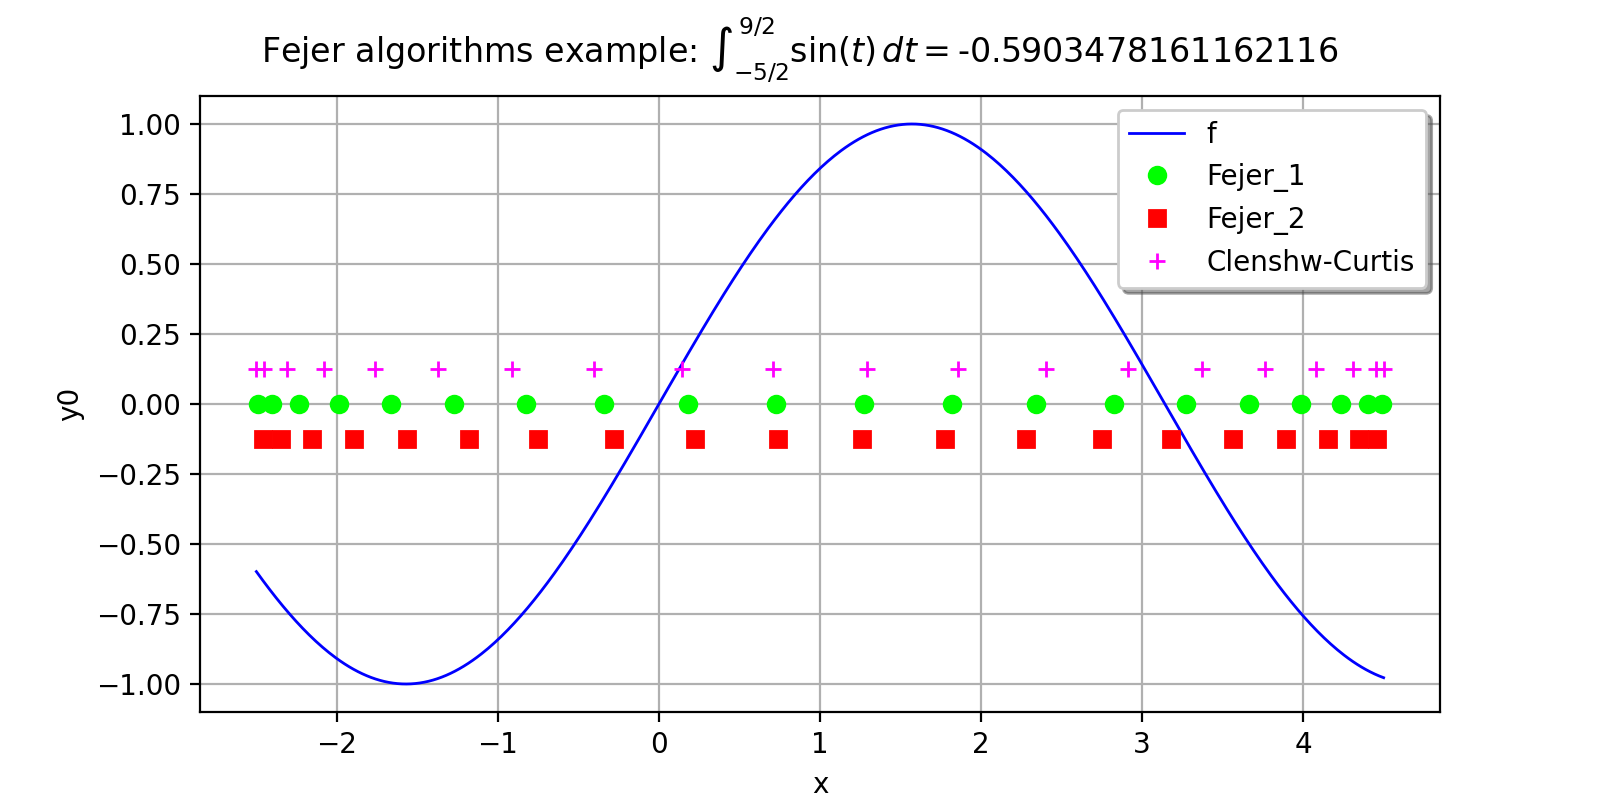 Fejer algorithms example: ∫_{−5/2}^{9/2} sin(t) dt = -0.5903478161162116
1.00
0.75
0.50
0.25
0.00
−0.25
−0.50
−0.75
−1.00
y0
f
Fejer_1
Fejer_2
Clenshw-Curtis
−2 −1 0 1 2 3 4
x